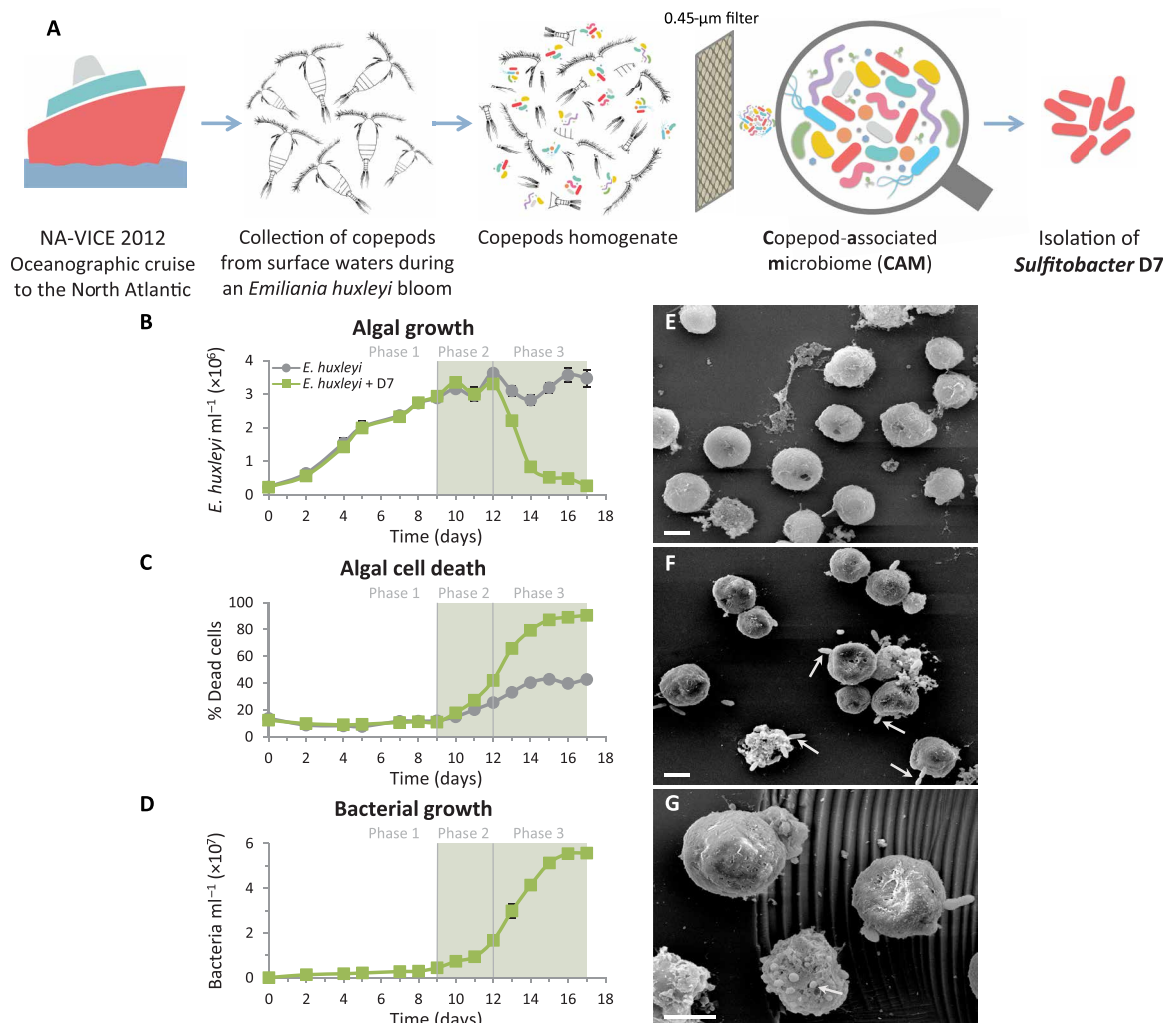 A
0.45-µm filter
NA-VICE 2012
Oceanographic cruise
to the North Atlantic
Collection of copepods
from surface waters during
an Emiliania huxleyi bloom
Copepods homogenate
Copepod-associated
microbiome (CAM)
Isolation of
Sulfitobacter D7
B
Algal growth
Phase 1 Phase 2 Phase 3
E. huxleyi
E. huxleyi + D7
E. huxleyi ml⁻¹ (×10⁶)
4
3
2
1
0
0 2 4 6 8 10 12 14 16 18
Time (days)
C
Algal cell death
Phase 1 Phase 2 Phase 3
% Dead cells
100
80
60
40
20
0
0 2 4 6 8 10 12 14 16 18
Time (days)
D
Bacterial growth
Phase 1 Phase 2 Phase 3
Bacteria ml⁻¹ (×10⁷)
6
4
2
0
0 2 4 6 8 10 12 14 16 18
Time (days)
E
F
G